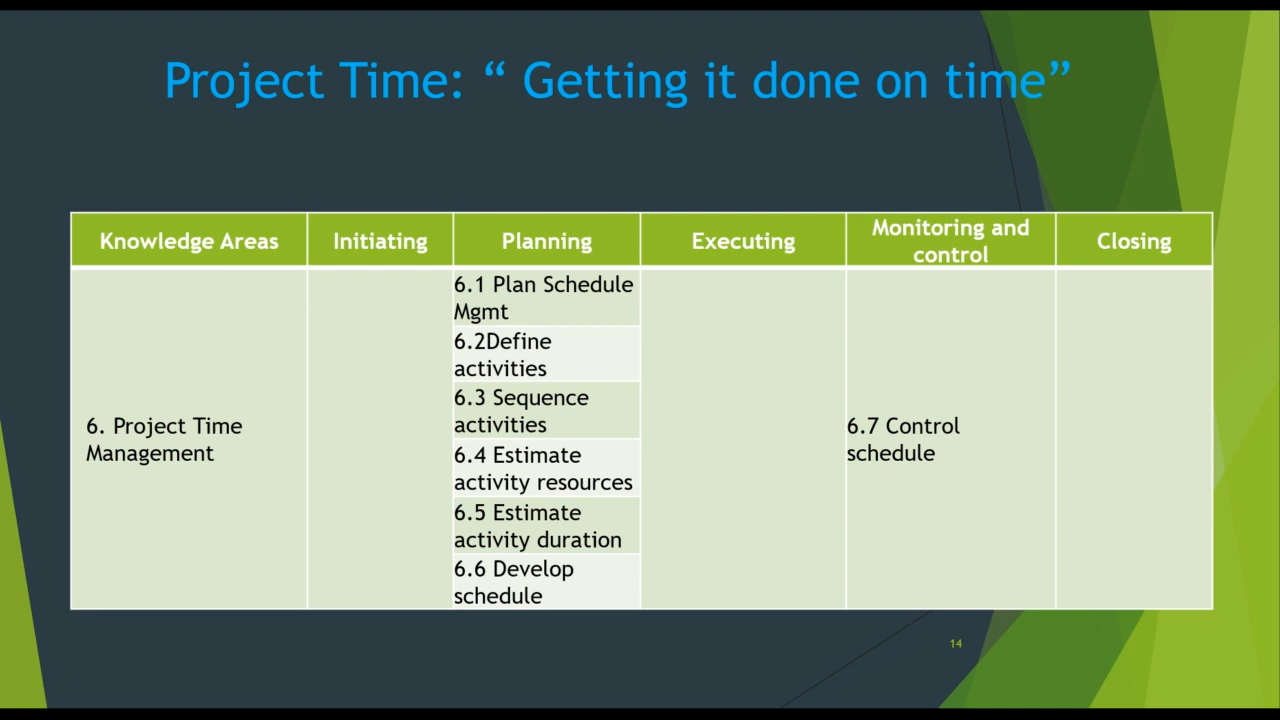 Project Time: “ Getting it done on time”
Knowledge Areas
Initiating
Planning
Executing
Monitoring and
control
Closing
6. Project Time
Management
6.1 Plan Schedule
Mgmt
6.2Define
activities
6.3 Sequence
activities
6.4 Estimate
activity resources
6.5 Estimate
activity duration
6.6 Develop
schedule
6.7 Control
schedule
14